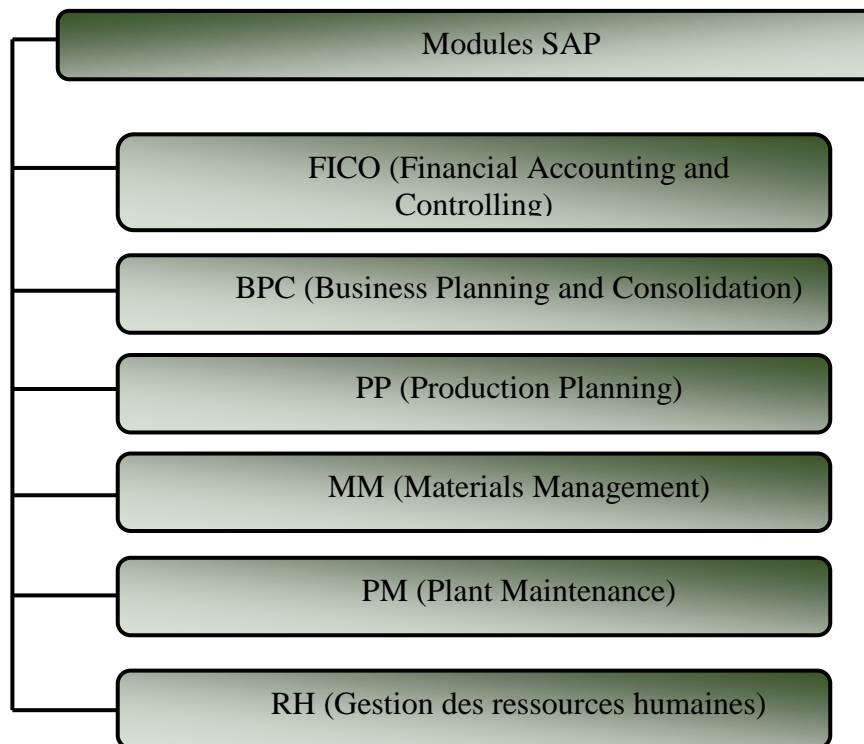 Modules SAP
FICO (Financial Accounting and
Controlling)
BPC (Business Planning and Consolidation)
PP (Production Planning)
MM (Materials Management)
PM (Plant Maintenance)
RH (Gestion des ressources humaines)